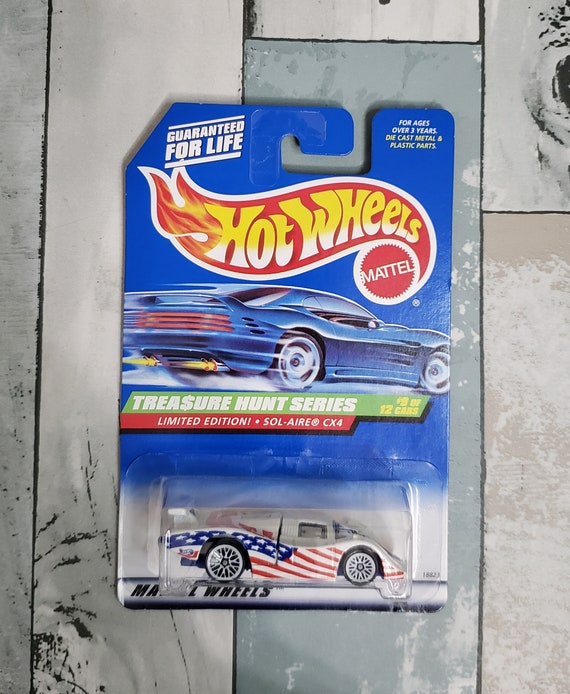 GUARANTEED
FOR LIFE
FOR AGES
OVER 3 YEARS.
DIE CAST METAL &
PLASTIC PARTS.
HOT WHEELS
MATTEL
®
TREA$URE HUNT SERIES
#9 OF
12 CARS
LIMITED EDITION! • SOL-AIRE® CX4
WHEELS™